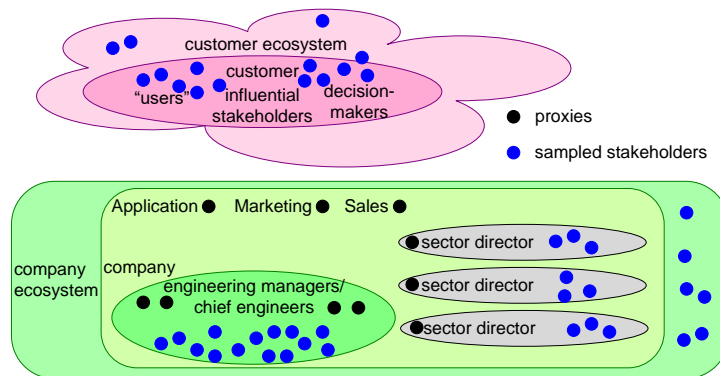 customer ecosystem
customer
"users"
influential
stakeholders
decision-
makers
proxies
sampled stakeholders
Application
Marketing
Sales
company
ecosystem
company
engineering managers/
chief engineers
sector director
sector director
sector director